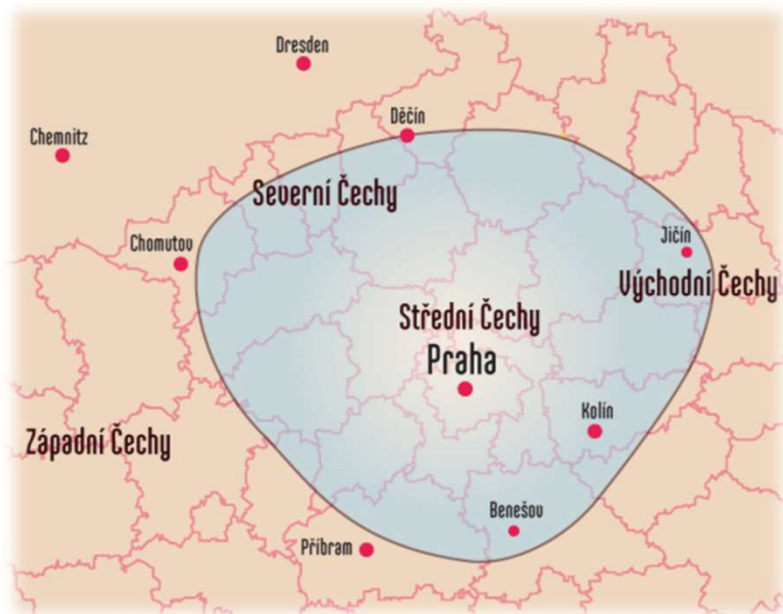 Dresden
Děčín
Chemnitz
Severní Čechy
Chomutov
Jičín
Východní Čechy
Střední Čechy
Praha
Kolín
Západní Čechy
Benešov
Příbram